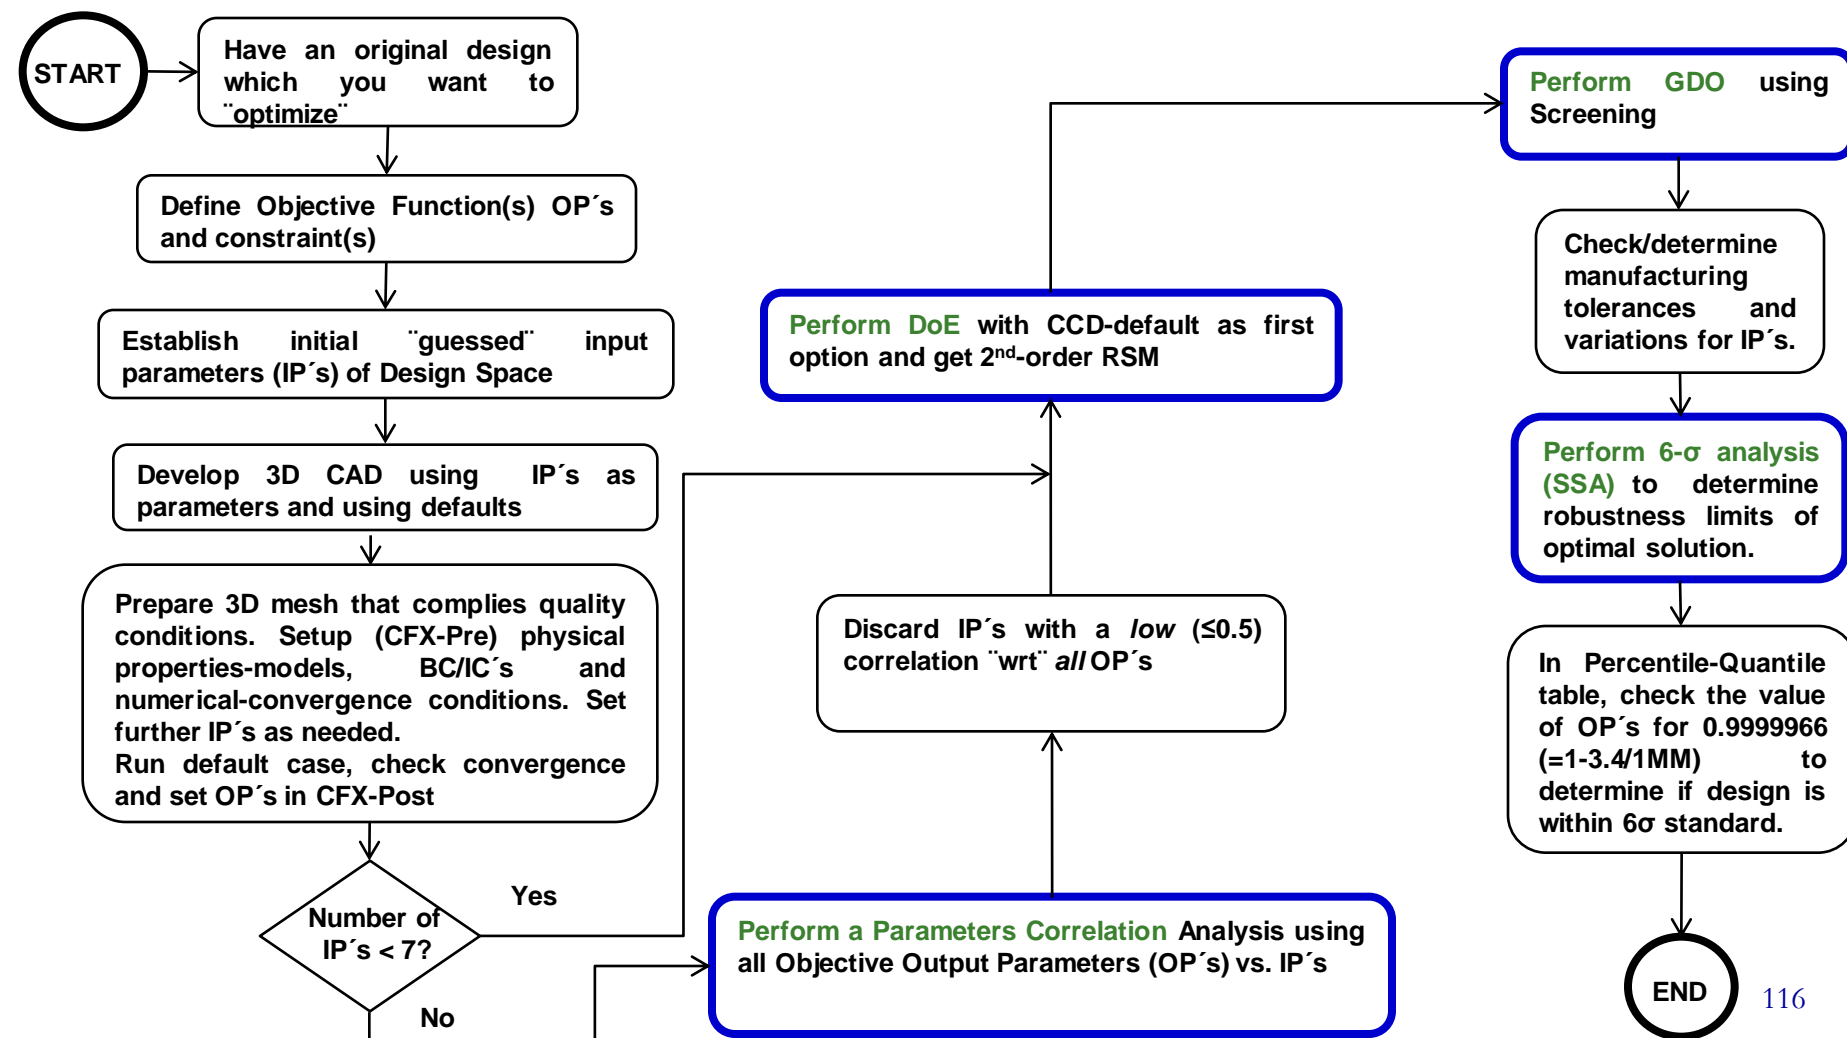 START
Have an original design
which you want to
¨optimize¨
Define Objective Function(s) OP´s
and constraint(s)
Establish initial ¨guessed¨ input
parameters (IP´s) of Design Space
Develop 3D CAD using IP´s as
parameters and using defaults
Prepare 3D mesh that complies quality
conditions. Setup (CFX-Pre) physical
properties-models, BC/IC´s and
numerical-convergence conditions. Set
further IP´s as needed.
Run default case, check convergence
and set OP´s in CFX-Post
Number of
IP´s < 7?
Yes
No
Perform a Parameters Correlation Analysis using
all Objective Output Parameters (OP´s) vs. IP´s
Discard IP´s with a low (≤0.5)
correlation ¨wrt¨ all OP´s
Perform DoE with CCD-default as first
option and get 2nd-order RSM
Perform GDO using
Screening
Check/determine
manufacturing
tolerances and
variations for IP´s.
Perform 6-σ analysis
(SSA) to determine
robustness limits of
optimal solution.
In Percentile-Quantile
table, check the value
of OP´s for 0.9999966
(=1-3.4/1MM) to
determine if design is
within 6σ standard.
END
116